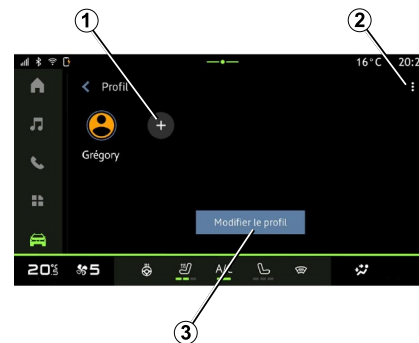 1
2
16°C 20:2
Profil
Grégory
Modifier le profil
20 5 A/C
3